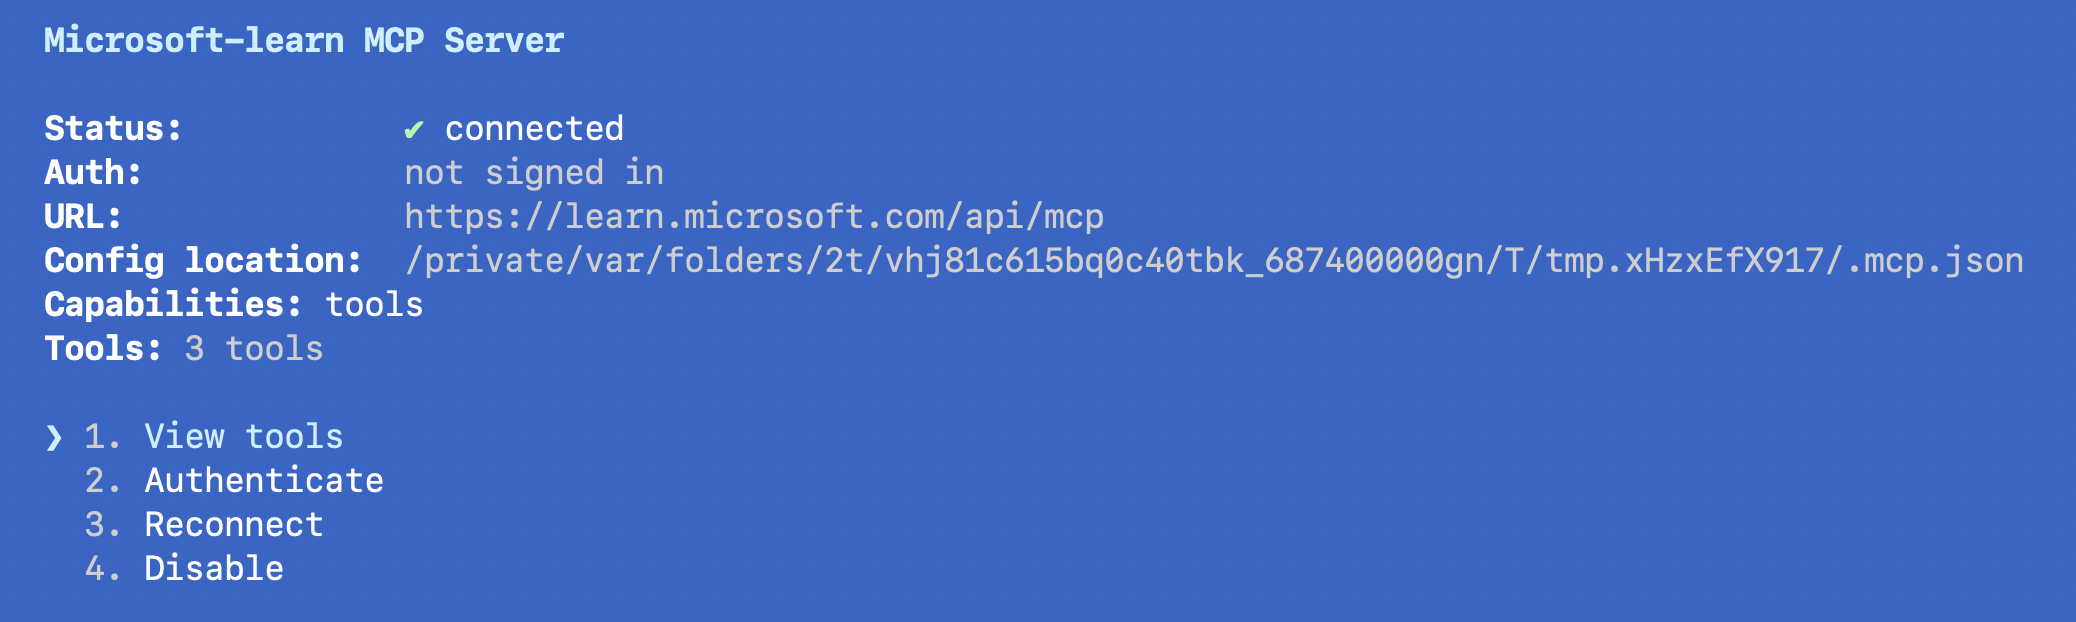 Microsoft-learn MCP Server
Status: ✔ connected
Auth: not signed in
URL: https://learn.microsoft.com/api/mcp
Config location: /private/var/folders/2t/vhj81c615bq0c40tbk_687400000gn/T/tmp.xHzxEfX917/.mcp.json
Capabilities: tools
Tools: 3 tools
❯ 1. View tools
2. Authenticate
3. Reconnect
4. Disable